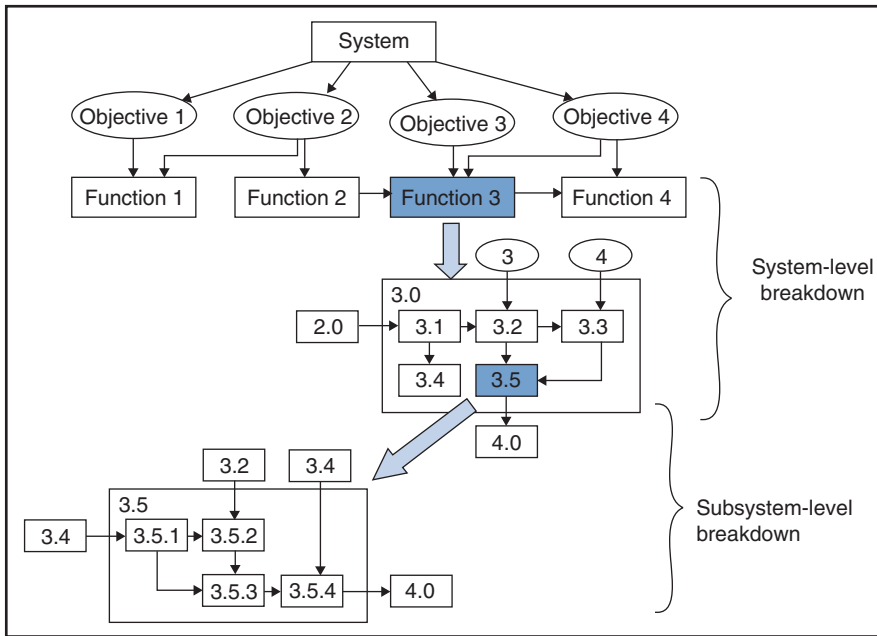 System
Objective 1
Objective 2
Objective 3
Objective 4
Function 1
Function 2
Function 3
Function 4
System-level
breakdown
3
4
3.0
2.0
3.1
3.2
3.3
3.4
3.5
4.0
3.2
3.4
Subsystem-level
breakdown
3.5
3.4
3.5.1
3.5.2
3.5.3
3.5.4
4.0